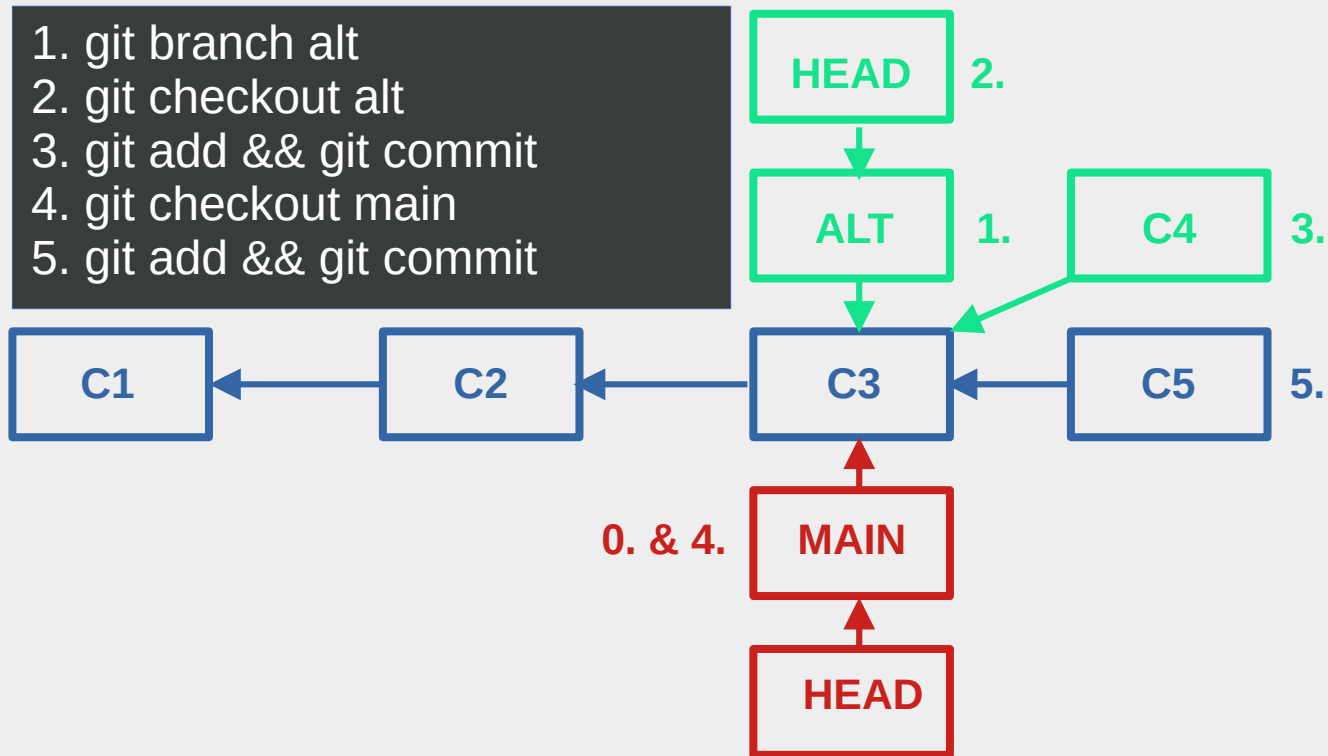 1. git branch alt
2. git checkout alt
3. git add && git commit
4. git checkout main
5. git add && git commit
HEAD 2.
ALT 1.
C4 3.
C1
C2
C3
C5 5.
0. & 4. MAIN
HEAD